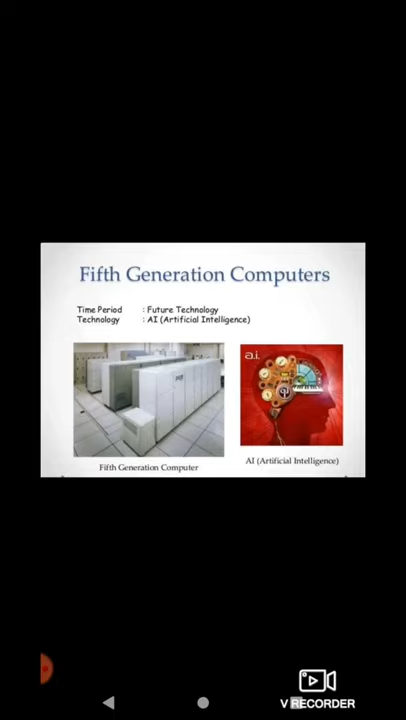 Fifth Generation Computers
Time Period : Future Technology
Technology : AI (Artificial Intelligence)
a.i.
Fifth Generation Computer
AI (Artificial Intelligence)
V RECORDER